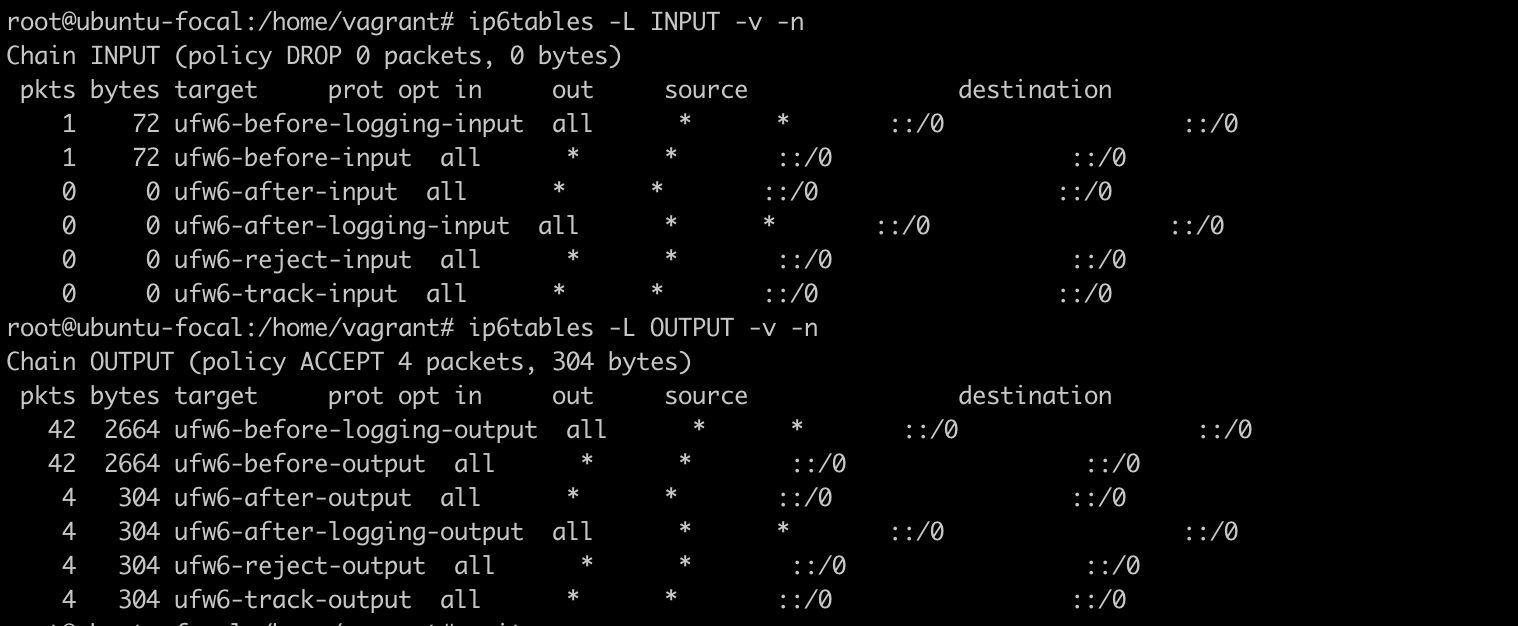 root@ubuntu-focal:/home/vagrant# ip6tables -L INPUT -v -n
Chain INPUT (policy DROP 0 packets, 0 bytes)
 pkts bytes target     prot opt in     out     source               destination
    1    72 ufw6-before-logging-input  all      *      *       ::/0                 ::/0
    1    72 ufw6-before-input  all      *      *       ::/0                 ::/0
    0     0 ufw6-after-input  all      *      *       ::/0                 ::/0
    0     0 ufw6-after-logging-input  all      *      *       ::/0                 ::/0
    0     0 ufw6-reject-input  all      *      *       ::/0                 ::/0
    0     0 ufw6-track-input  all      *      *       ::/0                 ::/0
root@ubuntu-focal:/home/vagrant# ip6tables -L OUTPUT -v -n
Chain OUTPUT (policy ACCEPT 4 packets, 304 bytes)
 pkts bytes target     prot opt in     out     source               destination
   42  2664 ufw6-before-logging-output  all      *      *       ::/0                 ::/0
   42  2664 ufw6-before-output  all      *      *       ::/0                 ::/0
    4   304 ufw6-after-output  all      *      *       ::/0                 ::/0
    4   304 ufw6-after-logging-output  all      *      *       ::/0                 ::/0
    4   304 ufw6-reject-output  all      *      *       ::/0                 ::/0
    4   304 ufw6-track-output  all      *      *       ::/0                 ::/0